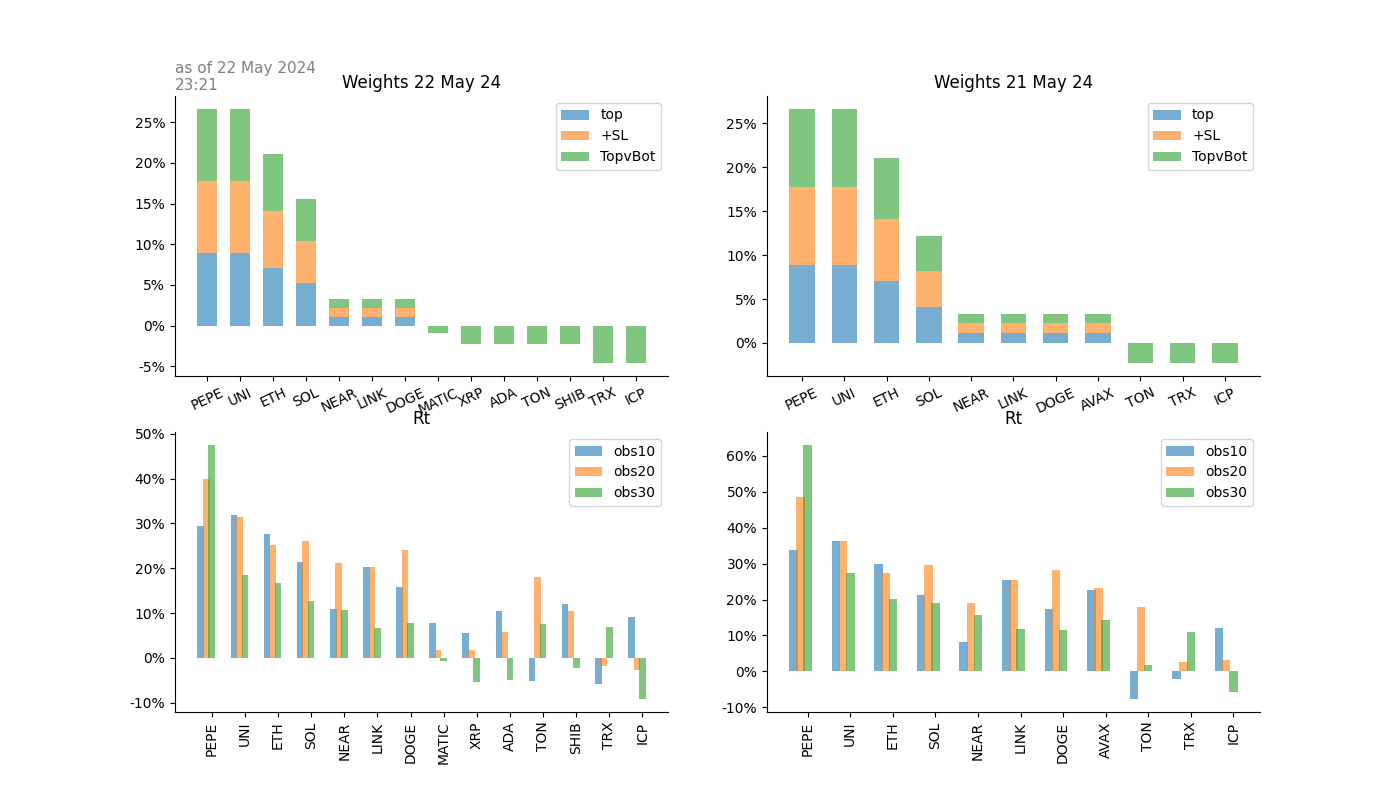 as of 22 May 2024
23:21
Weights 22 May 24
25%
20%
15%
10%
5%
0%
-5%
top
+SL
TopvBot
PEPE UNI ETH SOL NEAR LINK DOGE MATIC XRP ADA TON SHIB TRX ICP
Weights 21 May 24
25%
20%
15%
10%
5%
0%
top
+SL
TopvBot
PEPE UNI ETH SOL NEAR LINK DOGE AVAX TON TRX ICP
Rt
50%
40%
30%
20%
10%
0%
-10%
obs10
obs20
obs30
PEPE UNI ETH SOL NEAR LINK DOGE MATIC XRP ADA TON SHIB TRX ICP
Rt
60%
50%
40%
30%
20%
10%
0%
-10%
obs10
obs20
obs30
PEPE UNI ETH SOL NEAR LINK DOGE AVAX TON TRX ICP